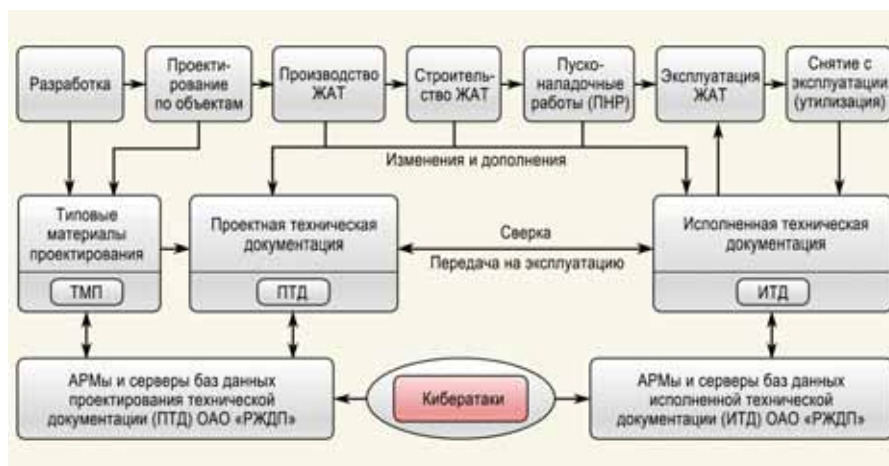 Разработка
Проекти-
рование
по объектам
Производство
ЖАТ
Строитель-
ство ЖАТ
Пуско-
наладочные
работы (ПНР)
Эксплуатация
ЖАТ
Снятие с
эксплуатации
(утилизация)
Изменения и дополнения
Типовые
материалы
проектирования
ТМП
Проектная техническая
документация
ПТД
Сверка
Передача на эксплуатацию
Исполненная техническая
документация
ИТД
АРМы и серверы баз данных
проектирования технической
документации (ПТД) ОАО «РЖДП»
Кибератаки
АРМы и серверы баз данных
исполненной технической
документации (ИТД) ОАО «РЖДП»